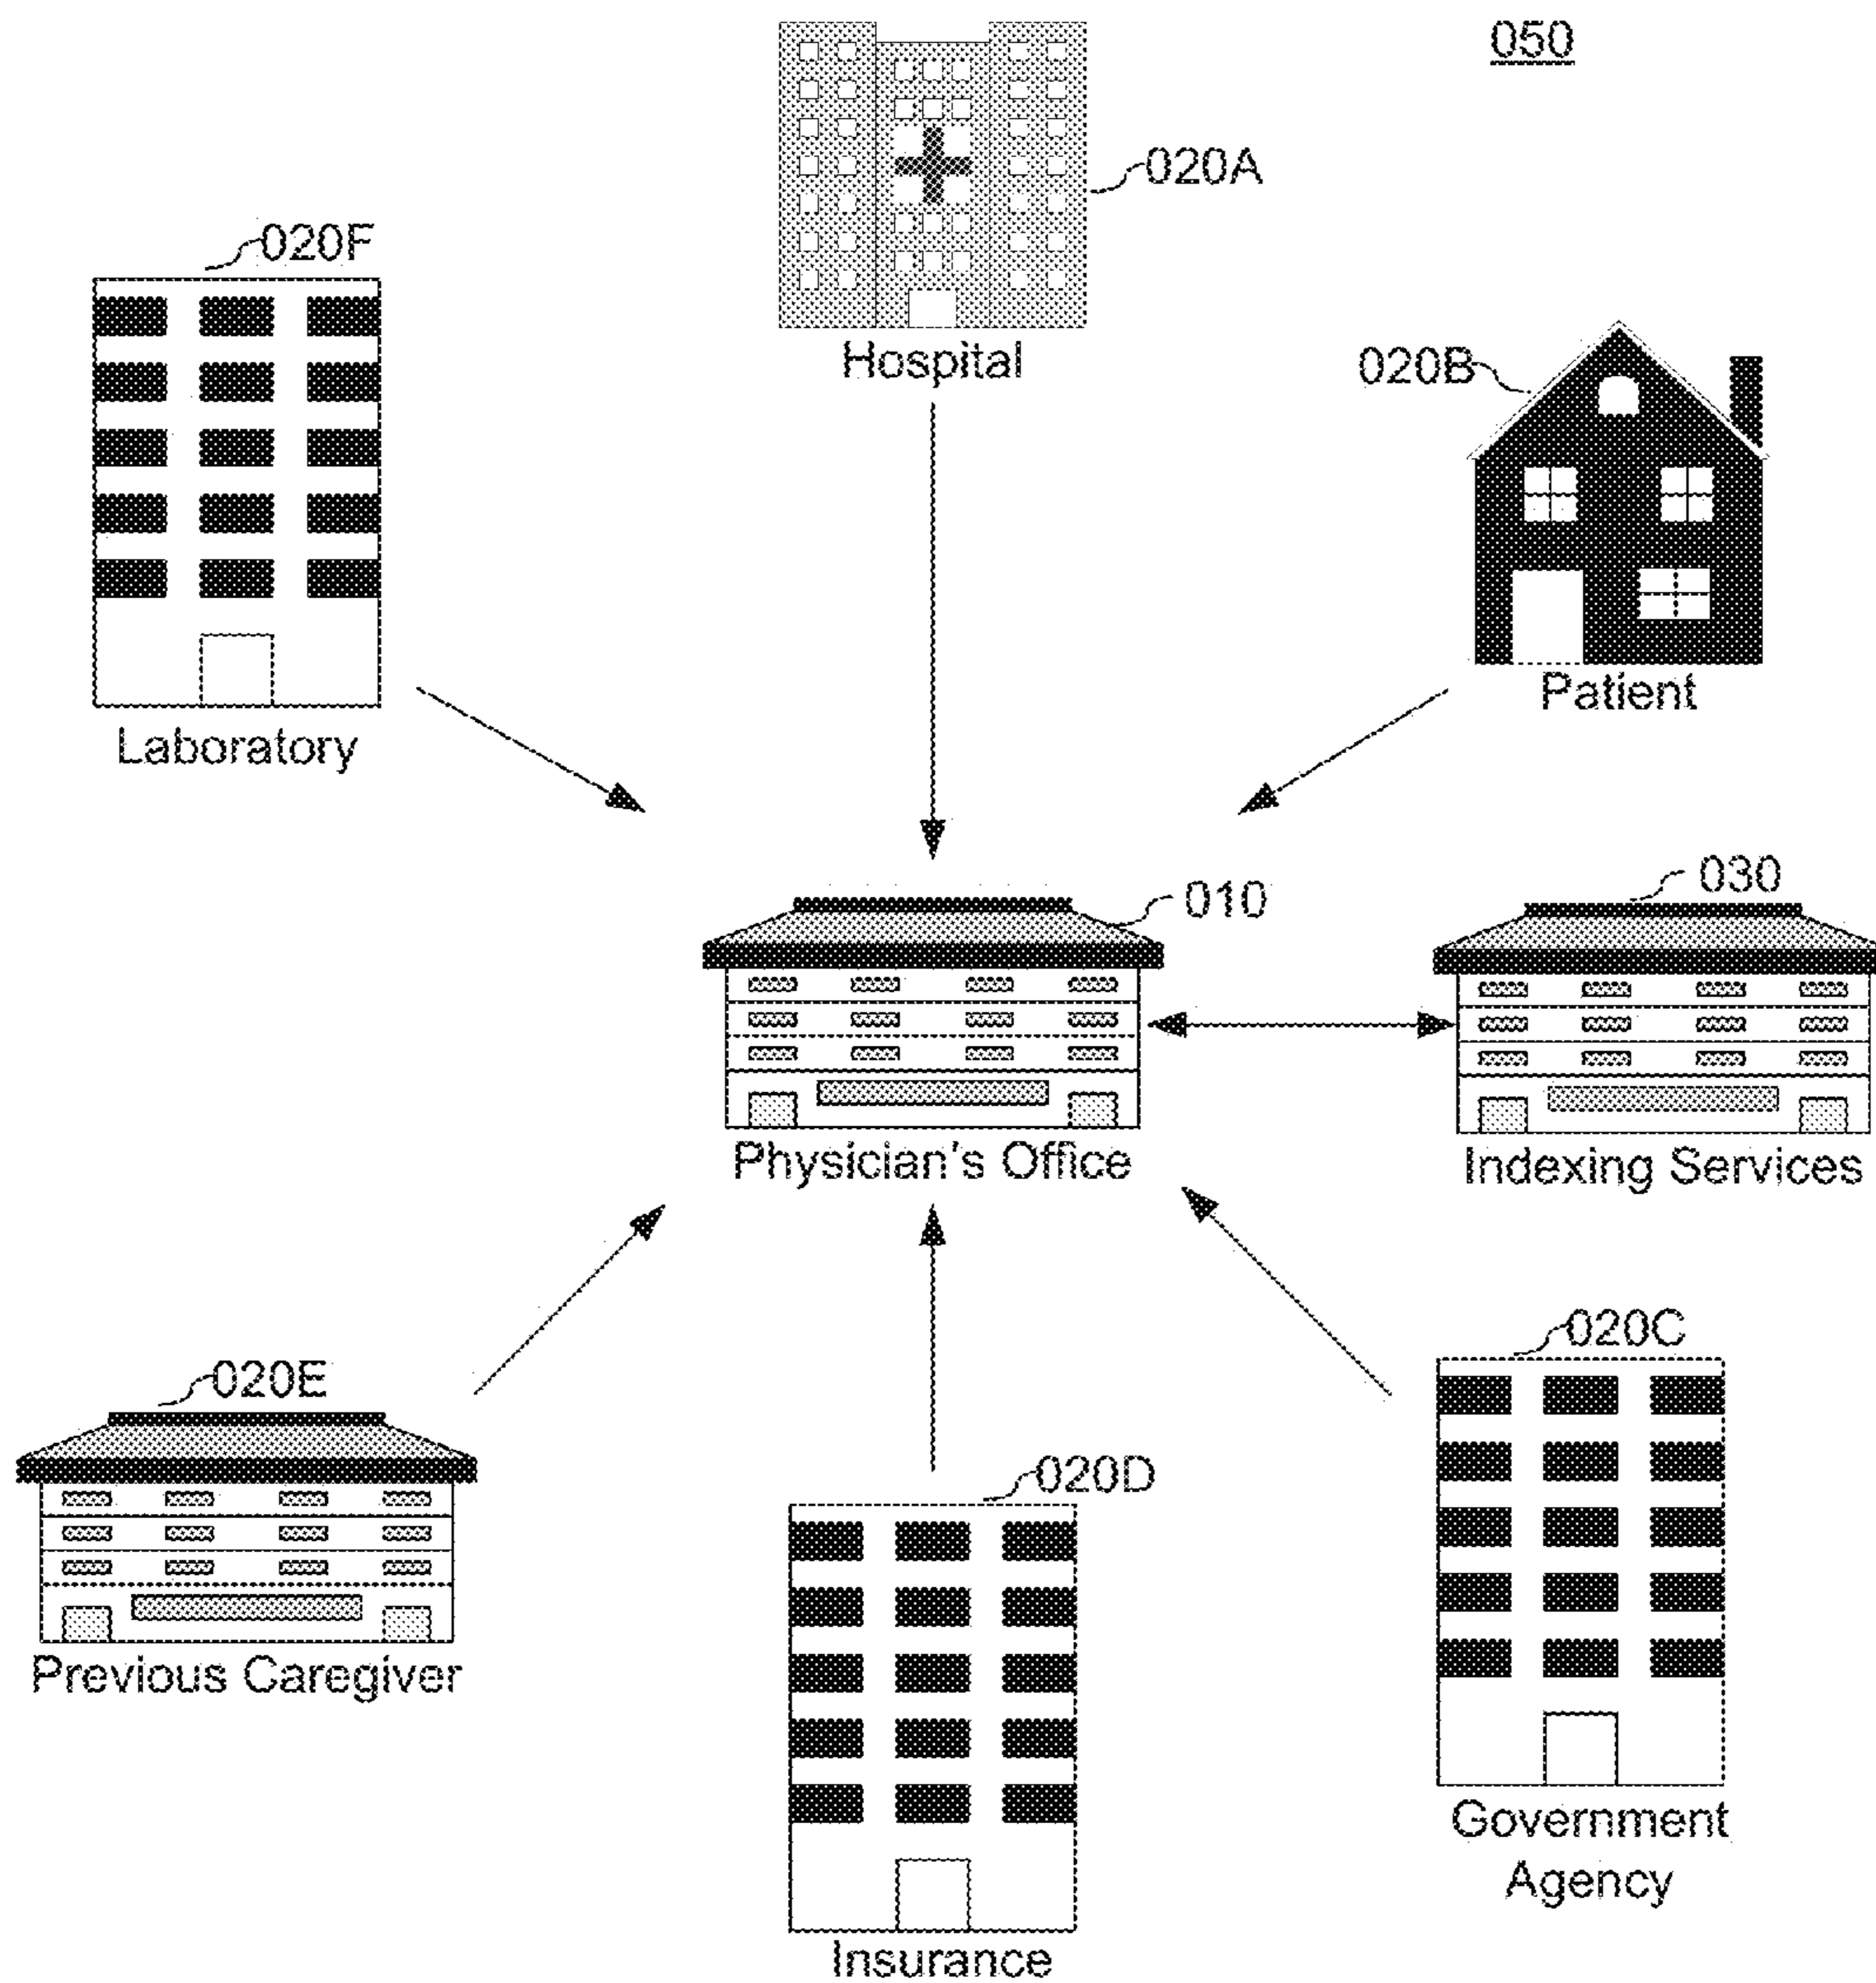 050
020A
020F
Hospital
020B
Patient
Laboratory
030
010
Physician's Office
Indexing Services
020C
020E
020D
Previous Caregiver
Government
Agency
Insurance